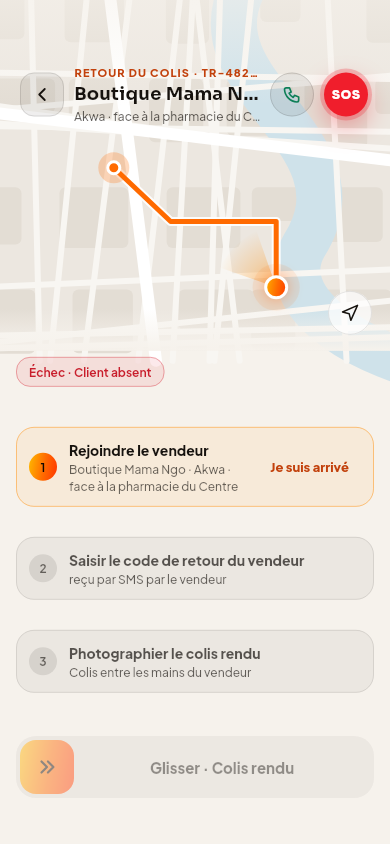 RETOUR DU COLIS · TR-482…
Boutique Mama N…
Akwa · face à la pharmacie du C…
SOS
Échec · Client absent
1
Rejoindre le vendeur
Boutique Mama Ngo · Akwa ·
face à la pharmacie du Centre
Je suis arrivé
2
Saisir le code de retour du vendeur
reçu par SMS par le vendeur
3
Photographier le colis rendu
Colis entre les mains du vendeur
Glisser · Colis rendu